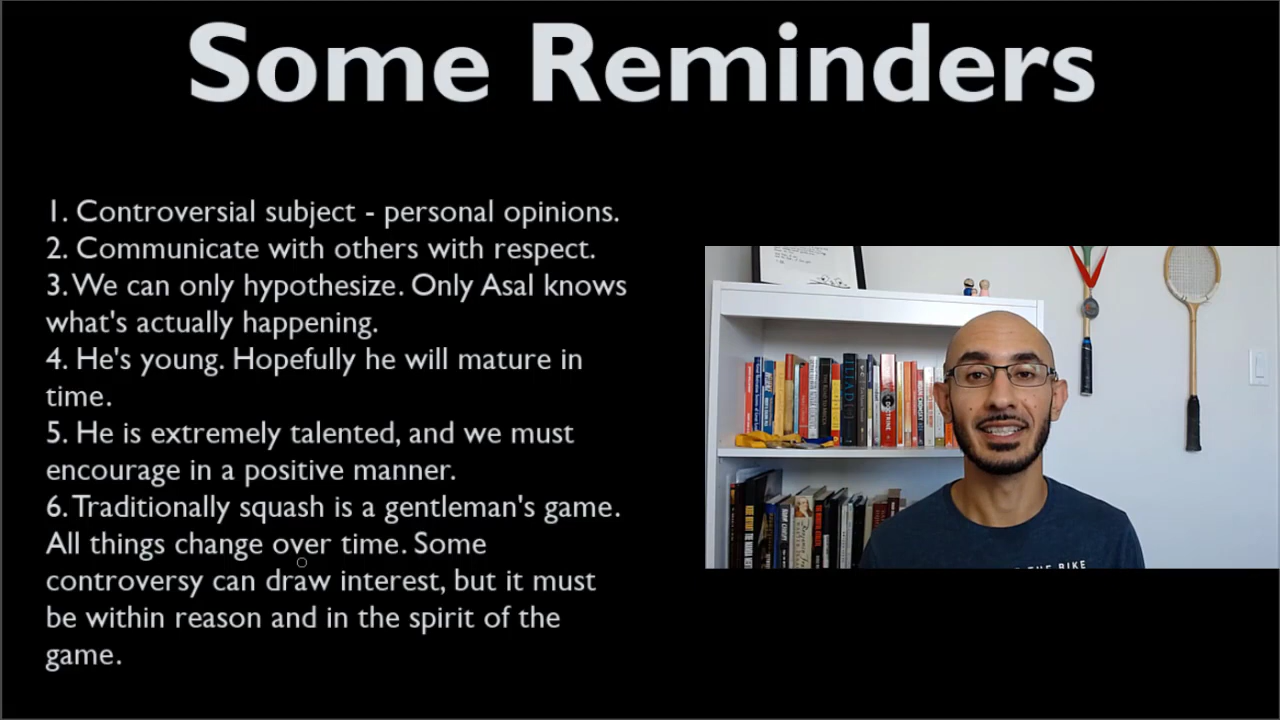 Some Reminders
1. Controversial subject - personal opinions.
2. Communicate with others with respect.
3. We can only hypothesize. Only Asal knows
what's actually happening.
4. He's young. Hopefully he will mature in
time.
5. He is extremely talented, and we must
encourage in a positive manner.
6. Traditionally squash is a gentleman's game.
All things change over time. Some
controversy can draw interest, but it must
be within reason and in the spirit of the
game.
ILIAD
THE BIKE